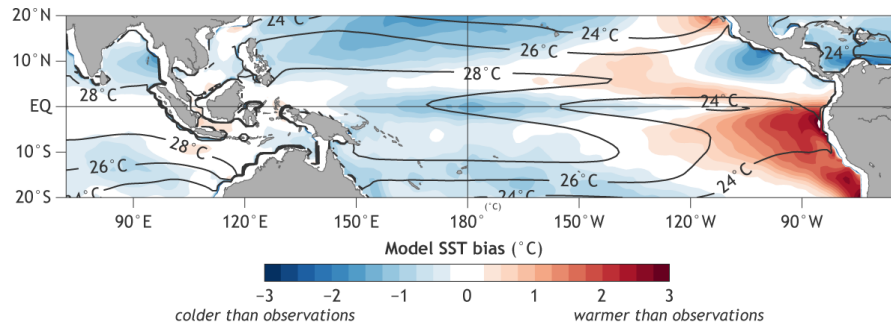 20°N
10°N
EQ
10°S
20°S
24°C
24°C
26°C
28°C
28°C
24°C
24°C
28°C
26°C
26°C
24°C
24°C
24°C
90°E
120°E
150°E
180°
(°C)
150°W
120°W
90°W
Model SST bias (°C)
−3
−2
−1
0
1
2
3
colder than observations
warmer than observations